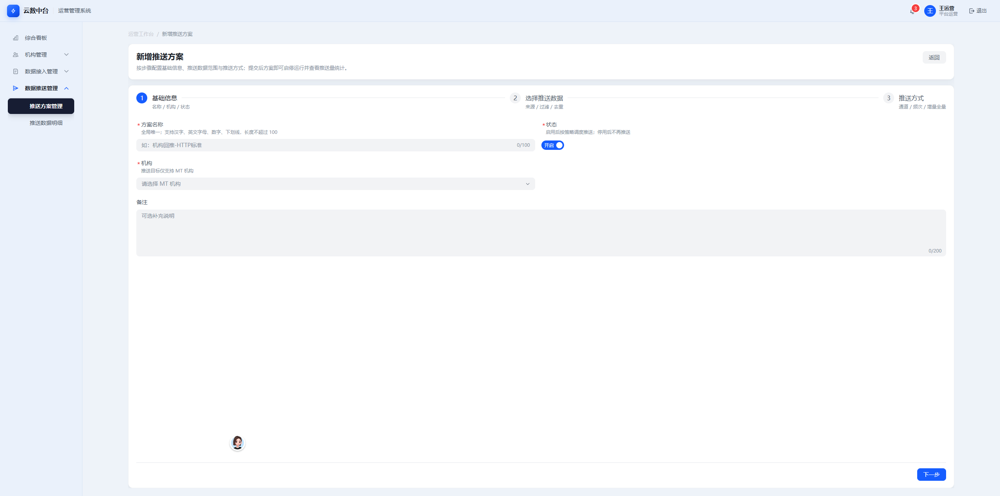 云数中台 运营管理系统
3 王 王运营 平台运营 退出
综合看板
机构管理
数据接入管理
数据推送管理
推送方案管理
推送数据明细
运营工作台 / 新增推送方案
新增推送方案
返回
按步骤配置基础信息、推送数据范围与推送方式；提交后方案即可启停运行并查看推送量统计。
1 基础信息
名称 / 机构 / 状态
2 选择推送数据
来源 / 过滤 / 去重
3 推送方式
通道 / 频次 / 增量全量
* 方案名称
全局唯一；支持汉字、英文字母、数字、下划线，长度不超过 100
如：机构回推-HTTP标准 0/100
* 状态
启用后按策略调度推送；停用后不再推送
开启
* 机构
推送目标仅支持 MT 机构
请选择 MT 机构
备注
可选补充说明
0/200
下一步